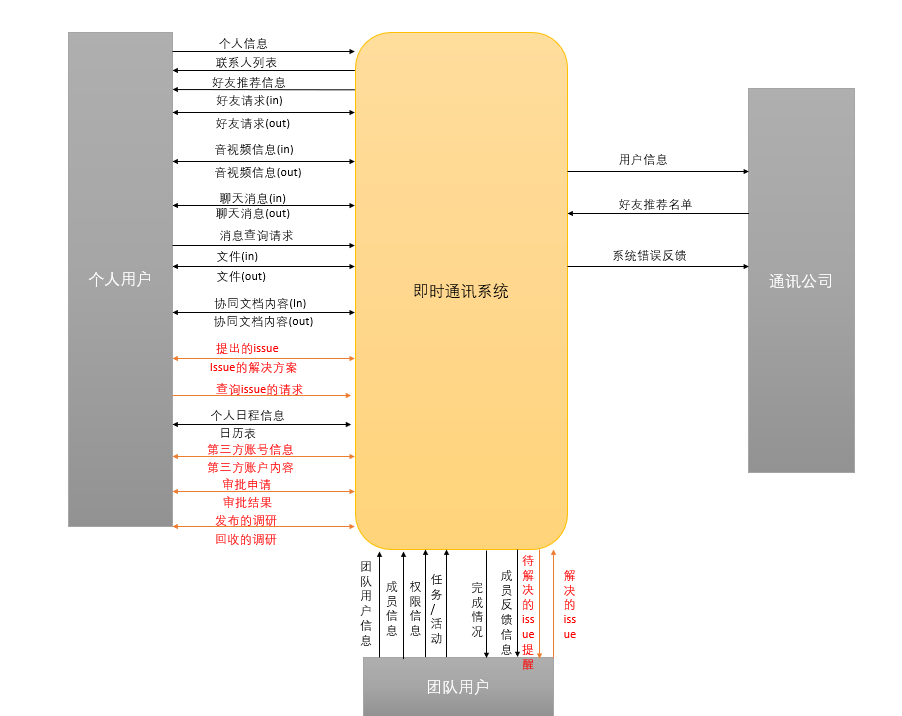 个人信息
联系人列表
好友推荐信息
好友请求(in)
好友请求(out)
音视频信息(in)
音视频信息(out)
聊天消息(in)
聊天消息(out)
消息查询请求
文件(in)
文件(out)
协同文档内容(In)
协同文档内容(out)
提出的issue
Issue的解决方案
查询issue的请求
个人日程信息
日历表
第三方账号信息
第三方账户内容
审批申请
审批结果
发布的调研
回收的调研
个人用户
即时通讯系统
用户信息
好友推荐名单
系统错误反馈
通讯公司
团队用户信息
成员信息
权限信息
任务/活动
完成情况
成员反馈信息
待解决的issue提醒
解决的issue
团队用户